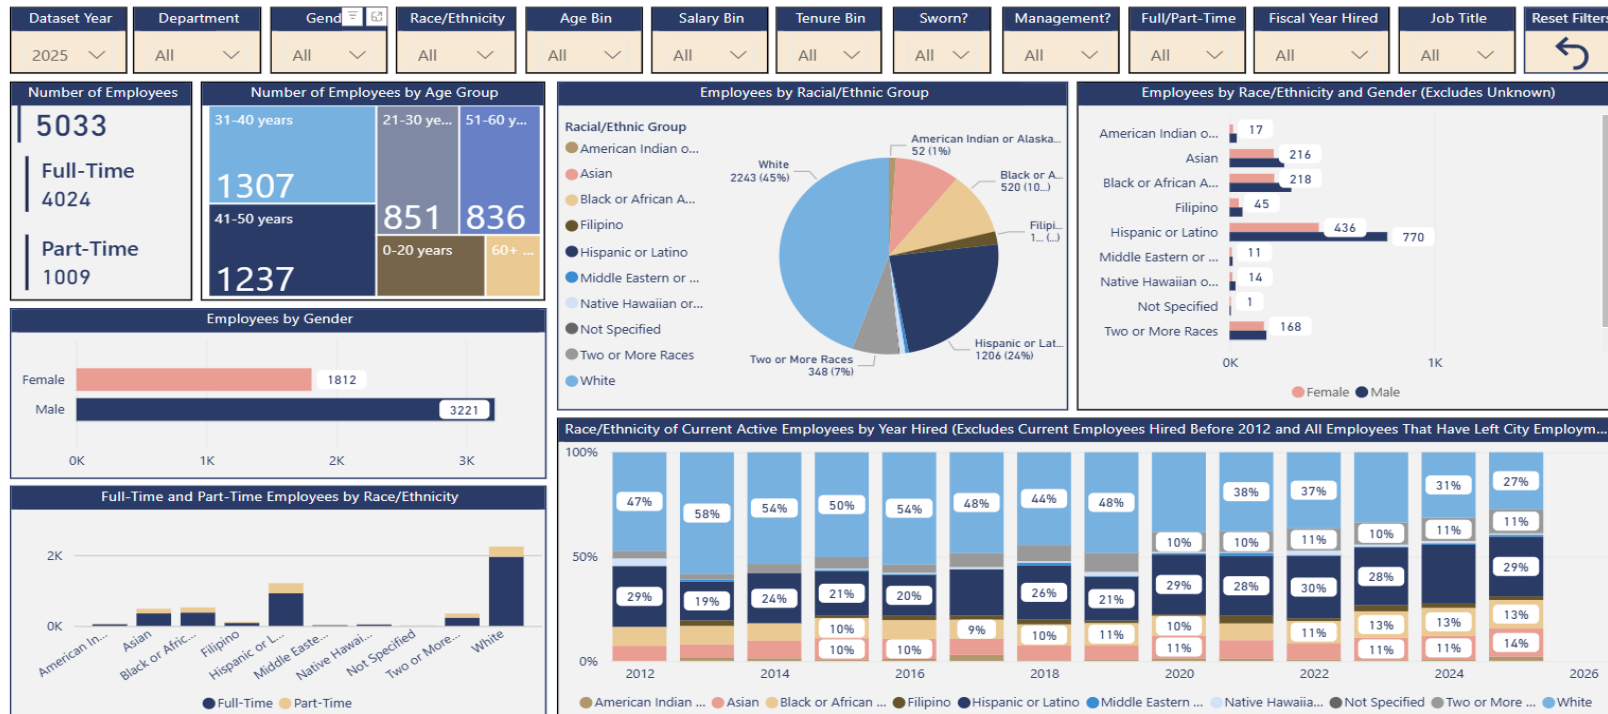 Dataset Year
2025
Department
All
Gend
All
Race/Ethnicity
All
Age Bin
All
Salary Bin
All
Tenure Bin
All
Sworn?
All
Management?
All
Full/Part-Time
All
Fiscal Year Hired
All
Job Title
All
Reset Filters
Number of Employees
5033
Full-Time
4024
Part-Time
1009
Number of Employees by Age Group
31-40 years
1307
41-50 years
1237
21-30 ye...
851
51-60 y...
836
0-20 years
60+ ...
Employees by Gender
Female
1812
Male
3221
0K 1K 2K 3K
Full-Time and Part-Time Employees by Race/Ethnicity
2K
0K
American In...
Asian
Black or Afric...
Filipino
Hispanic or L...
Middle Easte...
Native Hawai...
Not Specified
Two or More...
White
Full-Time Part-Time
Employees by Racial/Ethnic Group
Racial/Ethnic Group
American Indian o...
Asian
Black or African A...
Filipino
Hispanic or Latino
Middle Eastern or ...
Native Hawaiian or...
Not Specified
Two or More Races
White
American Indian or Alaska...
52 (1%)
Black or A...
520 (10...)
Filipi...
1... (...)
Hispanic or Lat...
1206 (24%)
Two or More Races
348 (7%)
White
2243 (45%)
Employees by Race/Ethnicity and Gender (Excludes Unknown)
American Indian o...
17
Asian
216
Black or African A...
218
Filipino
45
Hispanic or Latino
436
770
Middle Eastern or ...
11
Native Hawaiian o...
14
Not Specified
1
Two or More Races
168
0K 1K
Female Male
Race/Ethnicity of Current Active Employees by Year Hired (Excludes Current Employees Hired Before 2012 and All Employees That Have Left City Employm...
100%
50%
0%
47%
29%
58%
19%
54%
24%
50%
21%
10%
10%
54%
20%
10%
48%
9%
44%
26%
10%
48%
21%
11%
10%
29%
10%
11%
38%
10%
28%
37%
11%
30%
11%
10%
28%
13%
11%
31%
11%
13%
11%
27%
11%
29%
13%
14%
2012 2014 2016 2018 2020 2022 2024 2026
American Indian ... Asian Black or African ... Filipino Hispanic or Latino Middle Eastern ... Native Hawaiia... Not Specified Two or More ... White